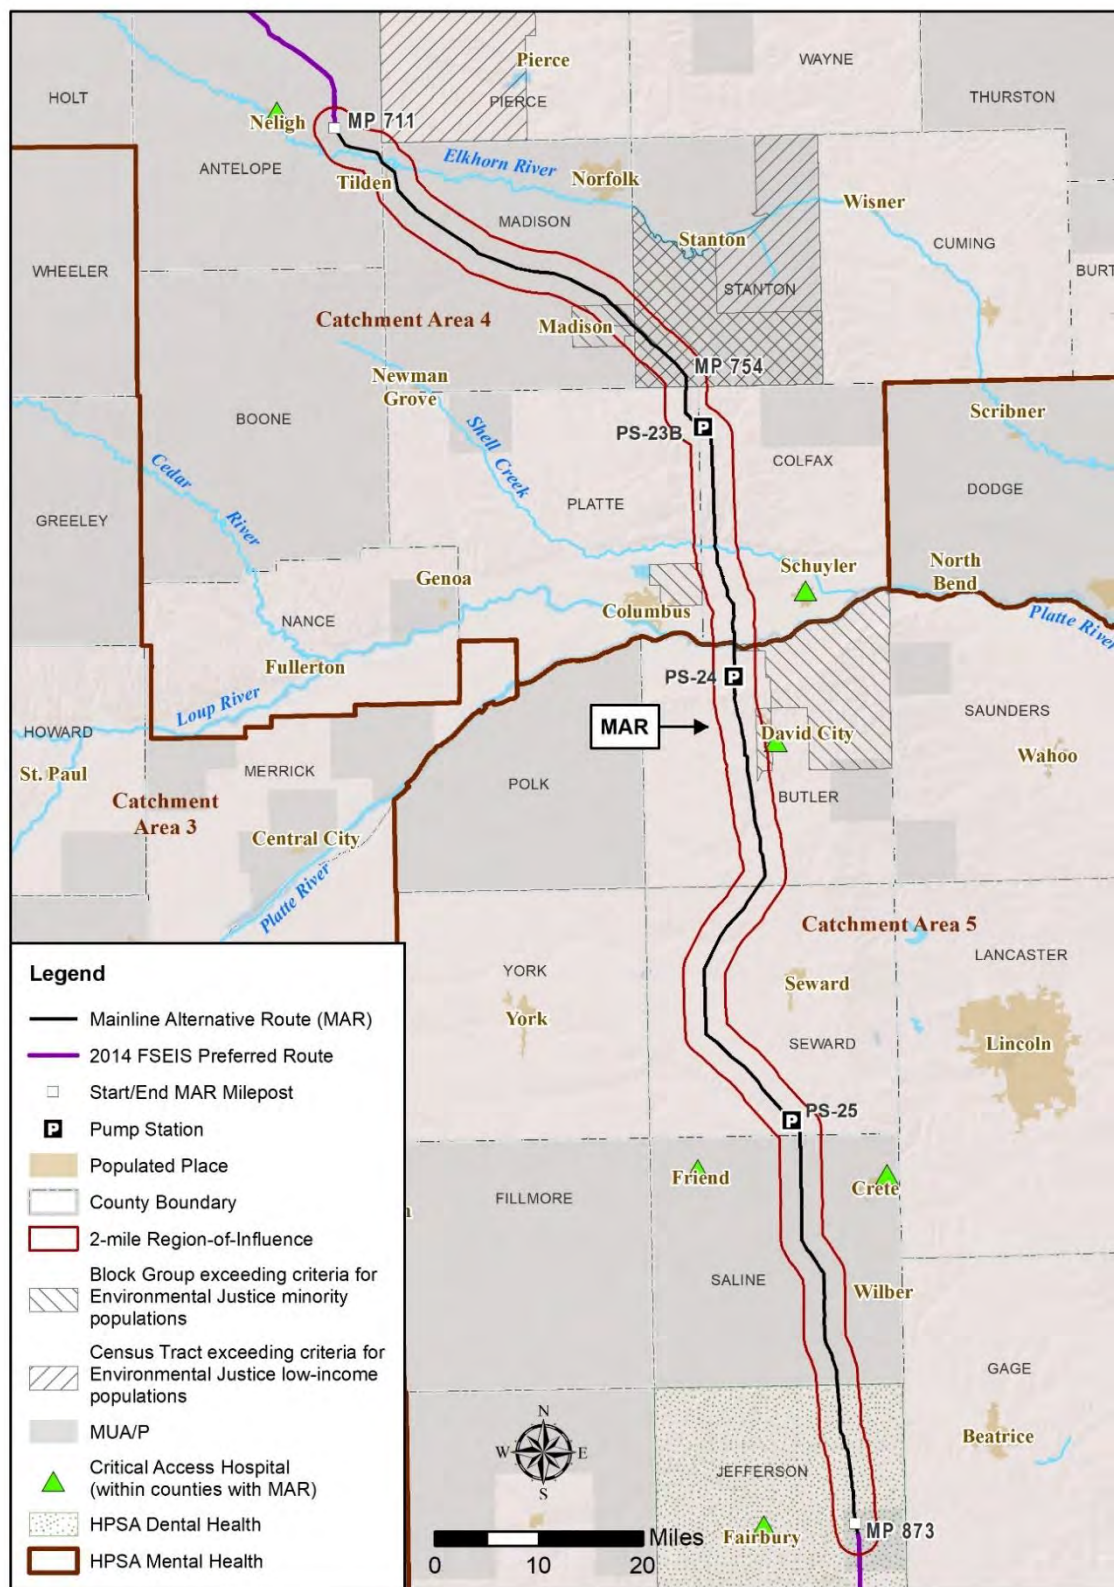 Pierce
WAYNE
HOLT
PIERCE
THURSTON
Neligh
MP 711
ANTELOPE
Elkhorn River
Tilden
Norfolk
MADISON
Wisner
Stanton
CUMING
WHEELER
BURT
STANTON
Catchment Area 4
Madison
MP 754
Newman
Grove
Scribner
BOONE
PS-23B
Shell Creek
COLFAX
Cedar
River
DODGE
PLATTE
GREELEY
North
Bend
Schuyler
Genoa
Columbus
NANCE
Platte River
Fullerton
PS-24
Loup River
SAUNDERS
MAR
David City
HOWARD
Wahoo
St. Paul
MERRICK
POLK
BUTLER
Catchment
Area 3
Central City
Platte River
Catchment Area 5
LANCASTER
YORK
Seward
York
SEWARD
Lincoln
PS-25
Friend
Crete
FILLMORE
SALINE
Wilber
GAGE
Beatrice
JEFFERSON
Fairbury
MP 873
Legend
Mainline Alternative Route (MAR)
2014 FSEIS Preferred Route
Start/End MAR Milepost
P Pump Station
Populated Place
County Boundary
2-mile Region-of-Influence
Block Group exceeding criteria for
Environmental Justice minority
populations
Census Tract exceeding criteria for
Environmental Justice low-income
populations
MUA/P
Critical Access Hospital
(within counties with MAR)
HPSA Dental Health
HPSA Mental Health
N
W E
S
Miles
0 10 20